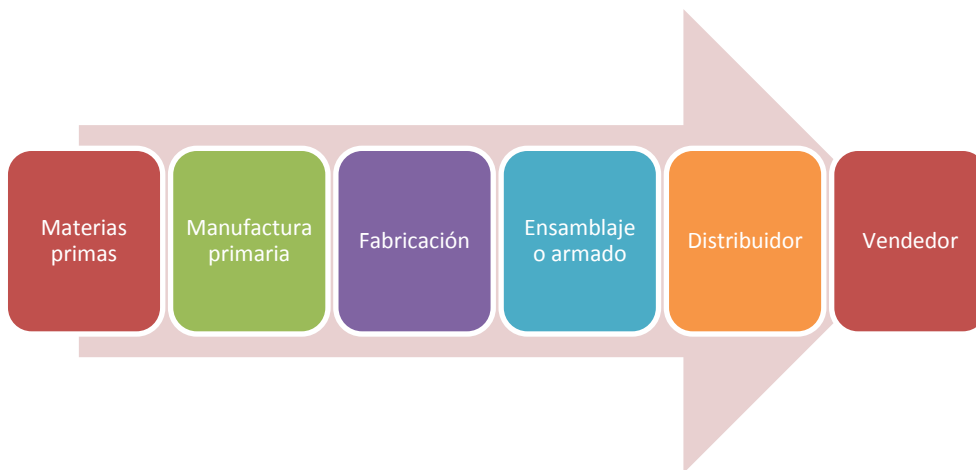 Materias
primas
Manufactura
primaria
Fabricación
Ensamblaje
o armado
Distribuidor
Vendedor